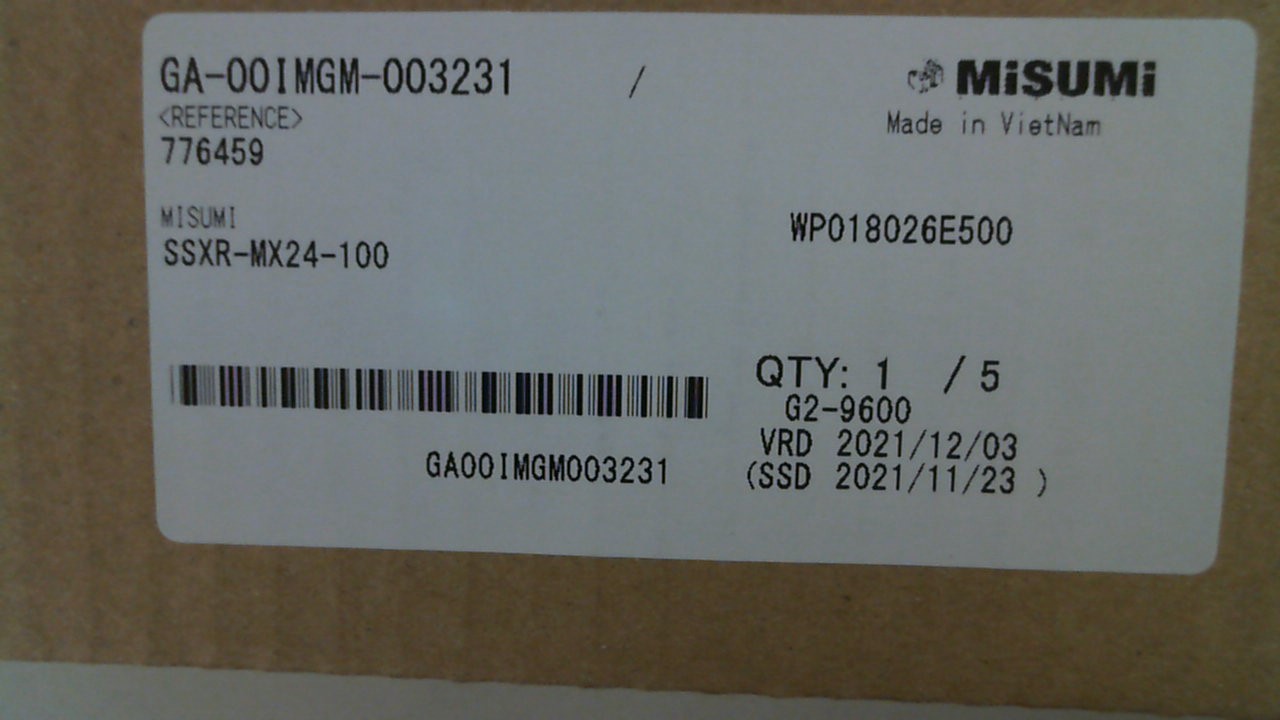 GA-00IMGM-003231 /
<REFERENCE>
776459
MiSUMi
Made in VietNam
MISUMI
SSXR-MX24-100
WP018026E500
GA00IMGM003231
QTY: 1 / 5
G2-9600
VRD 2021/12/03
(SSD 2021/11/23 )